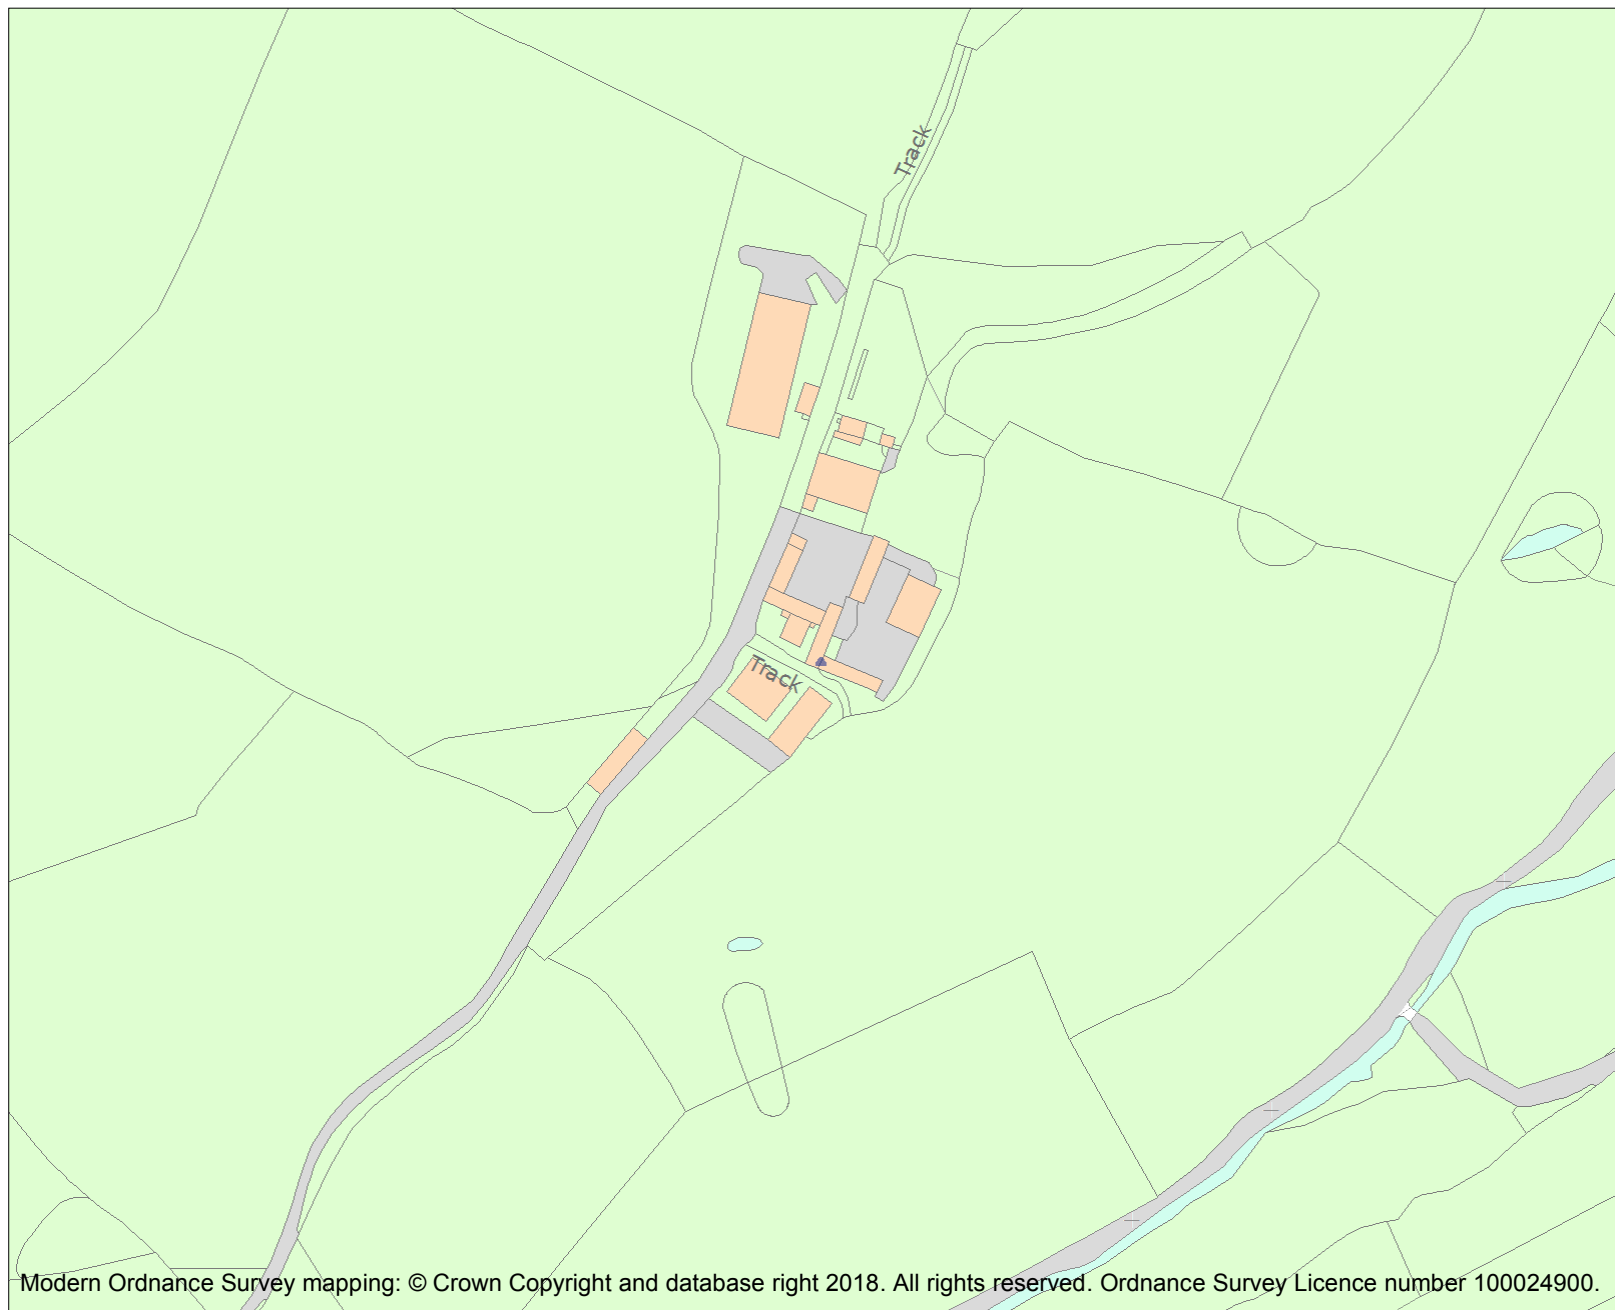 Track
Track
Modern Ordnance Survey mapping: © Crown Copyright and database right 2018. All rights reserved. Ordnance Survey Licence number 100024900.